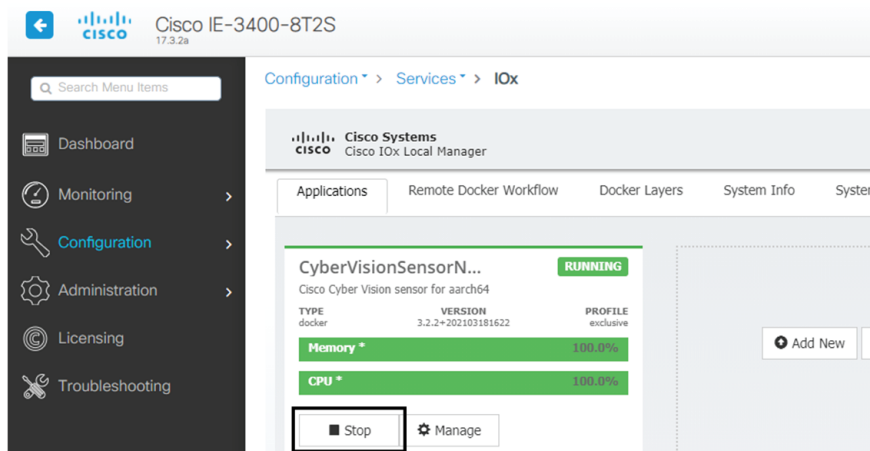 CISCO
Cisco IE-3400-8T2S
17.3.2a
Search Menu Items
Dashboard
Monitoring
Configuration
Administration
Licensing
Troubleshooting
Configuration > Services > IOx
CISCO
Cisco Systems
Cisco IOx Local Manager
Applications Remote Docker Workflow Docker Layers System Info Syster
CyberVisionSensorN... RUNNING
Cisco Cyber Vision sensor for aarch64
TYPE VERSION PROFILE
docker 3.2.2+202103181622 exclusive
Memory * 100.0%
CPU * 100.0%
Stop Manage
Add New